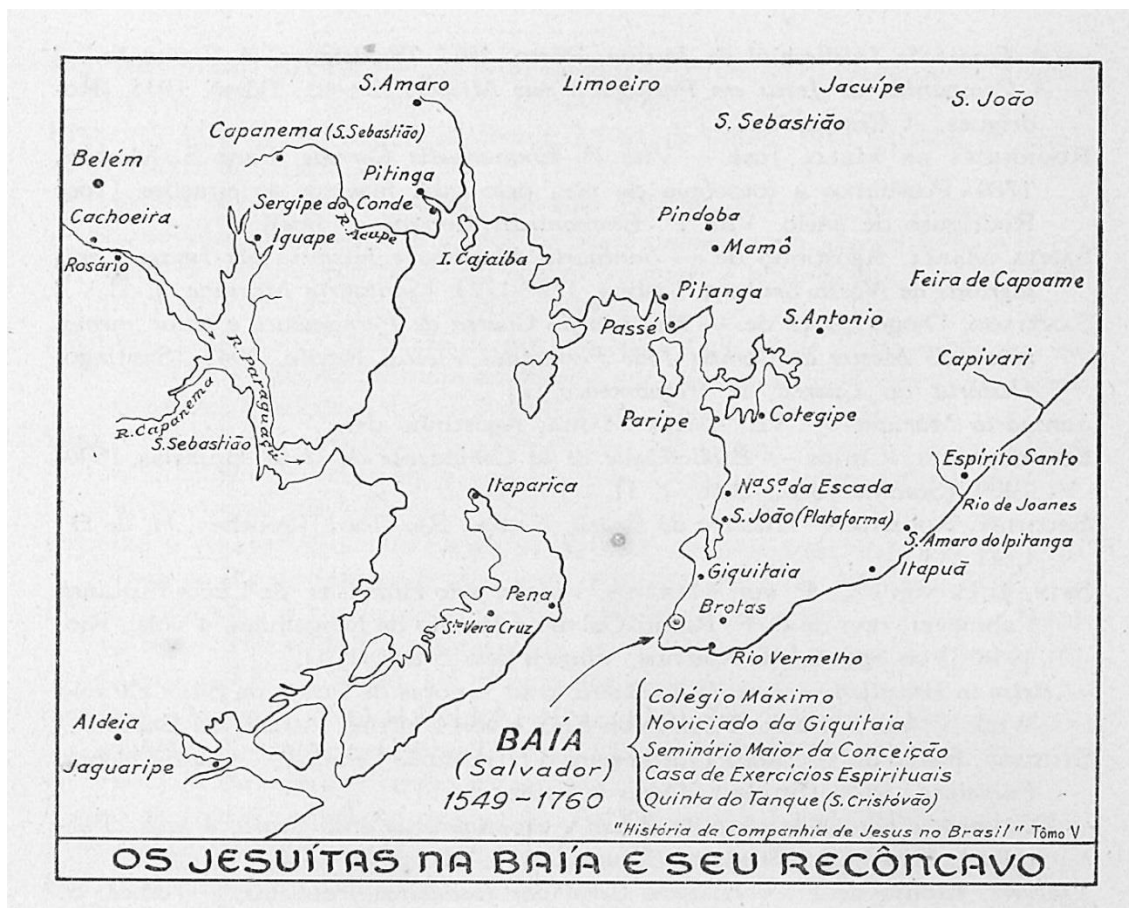 S. Amaro
Limoeiro
Jacuípe
S. João
S. Sebastião
Capanema (S. Sebastião)
Belém
Pitinga
Sergipe do Conde
R. Acupe
Cachoeira
Iguape
Rosário
I. Cajaíba
Pindoba
Mamô
Feira de Capoame
Pitanga
Passé
S. Antonio
Capivari
R. Paraguaçu
R. Capanema
S. Sebastião
Paripe
Cotegipe
Espírito Santo
Rio de Joanes
Itaparica
Nª Sª da Escada
S. João (Plataforma)
S. Amaro do Ipitanga
Itapuã
Giquitaia
Pena
Brotas
Sta Vera Cruz
Rio Vermelho
Aldeia
Jaguaripe
BAÍA
(Salvador)
1549-1760
Colégio Máximo
Noviciado da Giquitaia
Seminário Maior da Conceição
Casa de Exercicios Espirituais
Quinta do Tanque (S. Cristóvão)
"História da Companhia de Jesus no Brasil" Tômo V
OS JESUÍTAS NA BAÍA E SEU RECÔNCAVO